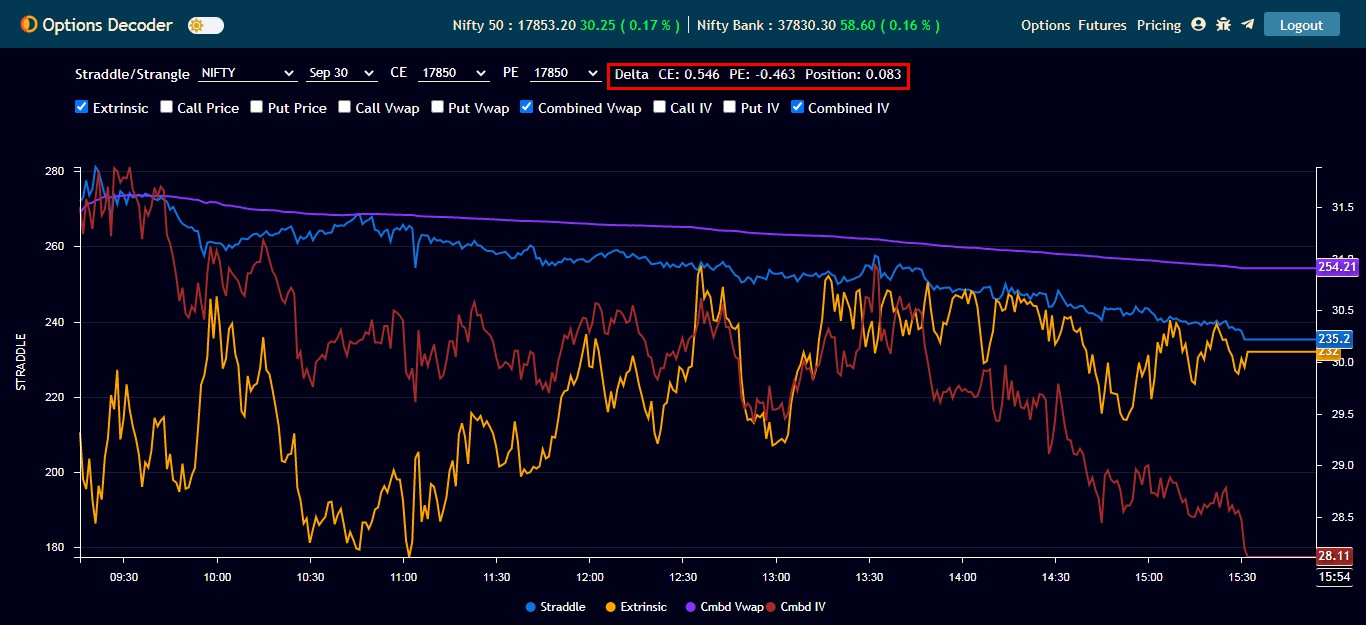 Options Decoder
Nifty 50 : 17853.20 30.25 ( 0.17 % ) | Nifty Bank : 37830.30 58.60 ( 0.16 % )
Options Futures Pricing Logout
Straddle/Strangle NIFTY Sep 30 CE 17850 PE 17850 Delta CE: 0.546 PE: -0.463 Position: 0.083
Extrinsic Call Price Put Price Call Vwap Put Vwap Combined Vwap Call IV Put IV Combined IV
STRADDLE
280
260
240
220
200
180
31.5
254.21
30.5
235.2
232
30.0
29.5
29.0
28.5
28.11
09:30 10:00 10:30 11:00 11:30 12:00 12:30 13:00 13:30 14:00 14:30 15:00 15:30 15:54
Straddle Extrinsic Cmbd Vwap Cmbd IV